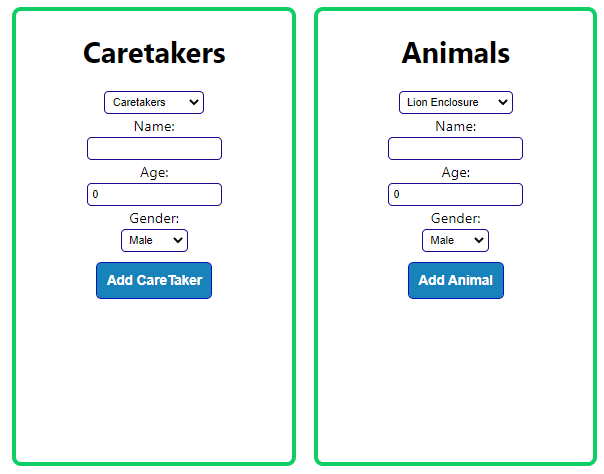 Caretakers
Caretakers
Name:
Age:
0
Gender:
Male
Add CareTaker
Animals
Lion Enclosure
Name:
Age:
0
Gender:
Male
Add Animal